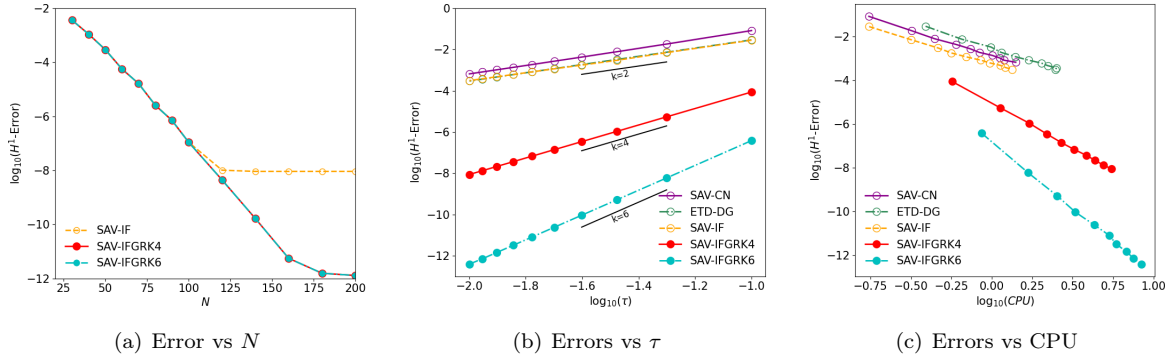 log₁₀(H¹-Error)
−2
−4
−6
−8
−10
−12
SAV-IF
SAV-IFGRK4
SAV-IFGRK6
25 50 75 100 125 150 175 200
N
(a) Error vs N
log₁₀(H¹-Error)
0
−2
−4
−6
−8
−10
−12
k=2
k=4
k=6
SAV-CN
ETD-DG
SAV-IF
SAV-IFGRK4
SAV-IFGRK6
−2.0 −1.8 −1.6 −1.4 −1.2 −1.0
log₁₀(τ)
(b) Errors vs τ
log₁₀(H¹-Error)
−2
−4
−6
−8
−10
−12
SAV-CN
ETD-DG
SAV-IF
SAV-IFGRK4
SAV-IFGRK6
−0.75 −0.50 −0.25 0.00 0.25 0.50 0.75 1.00
log₁₀(CPU)
(c) Errors vs CPU